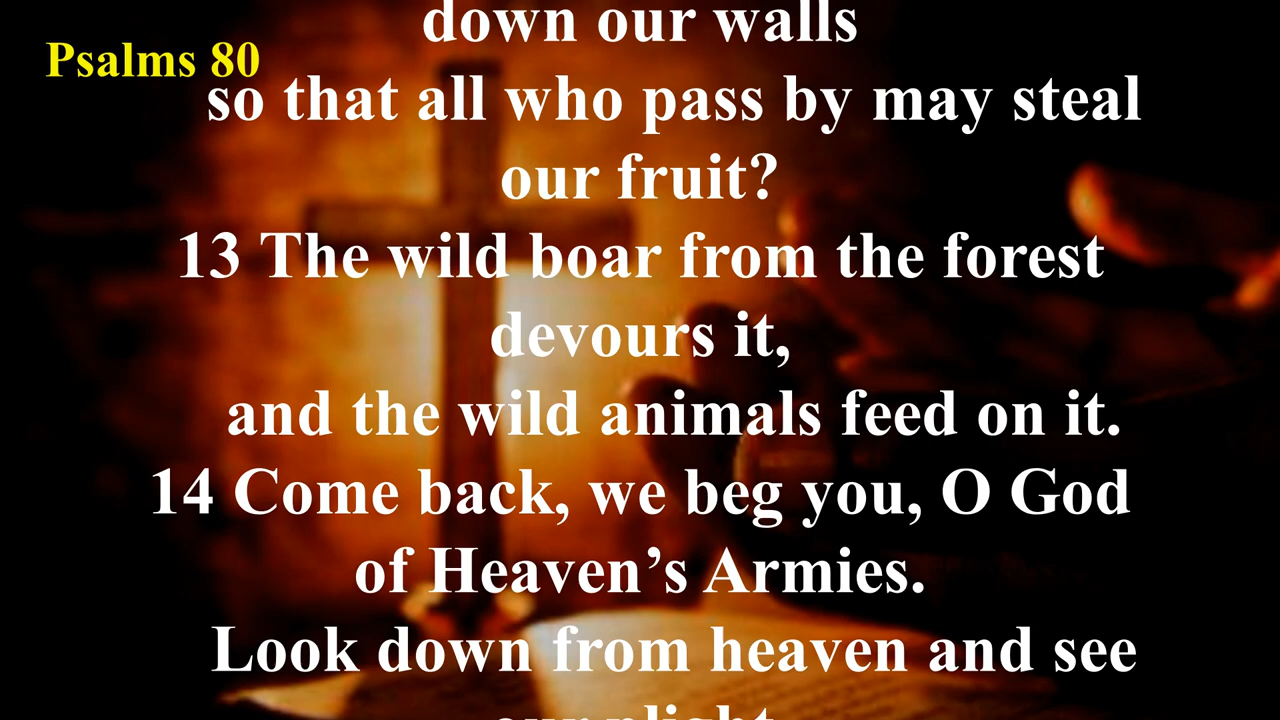 down our walls
Psalms 80
so that all who pass by may steal
our fruit?
13 The wild boar from the forest
devours it,
and the wild animals feed on it.
14 Come back, we beg you, O God
of Heaven’s Armies.
Look down from heaven and see
our plight.